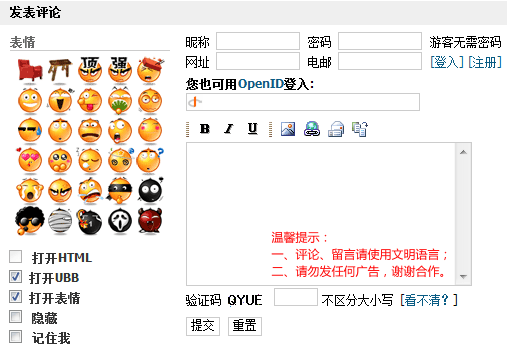 发表评论
表情
顶 强
打开HTML
打开UBB
打开表情
隐藏
记住我
昵称 密码 游客无需密码
网址 电邮 [登入] [注册]
您也可用OpenID登入:
B I U
温馨提示：
一、评论、留言请使用文明语言；
二、请勿发任何广告，谢谢合作。
验证码 QYUE 不区分大小写 [看不清？]
提交 重置